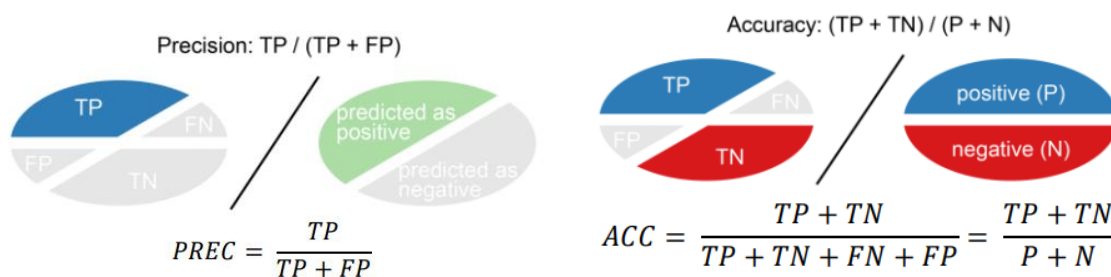 Precision: TP / (TP + FP)
TP
FN
FP
TN
predicted as
positive
predicted as
negative
PREC = TP / (TP + FP)
Accuracy: (TP + TN) / (P + N)
TP
FN
FP
TN
positive (P)
negative (N)
ACC = (TP + TN) / (TP + TN + FN + FP) = (TP + TN) / (P + N)